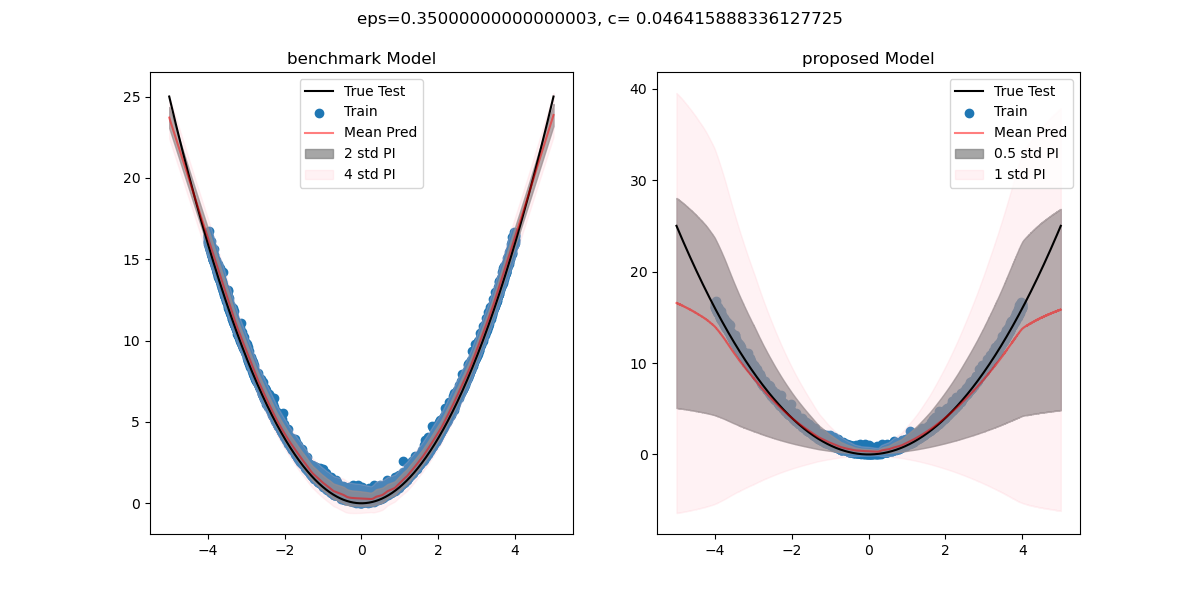 eps=0.35000000000000003, c= 0.046415888336127725
benchmark Model
True Test
Train
Mean Pred
2 std PI
4 std PI
25
20
15
10
5
0
−4
−2
0
2
4
proposed Model
True Test
Train
Mean Pred
0.5 std PI
1 std PI
40
30
20
10
0
−4
−2
0
2
4